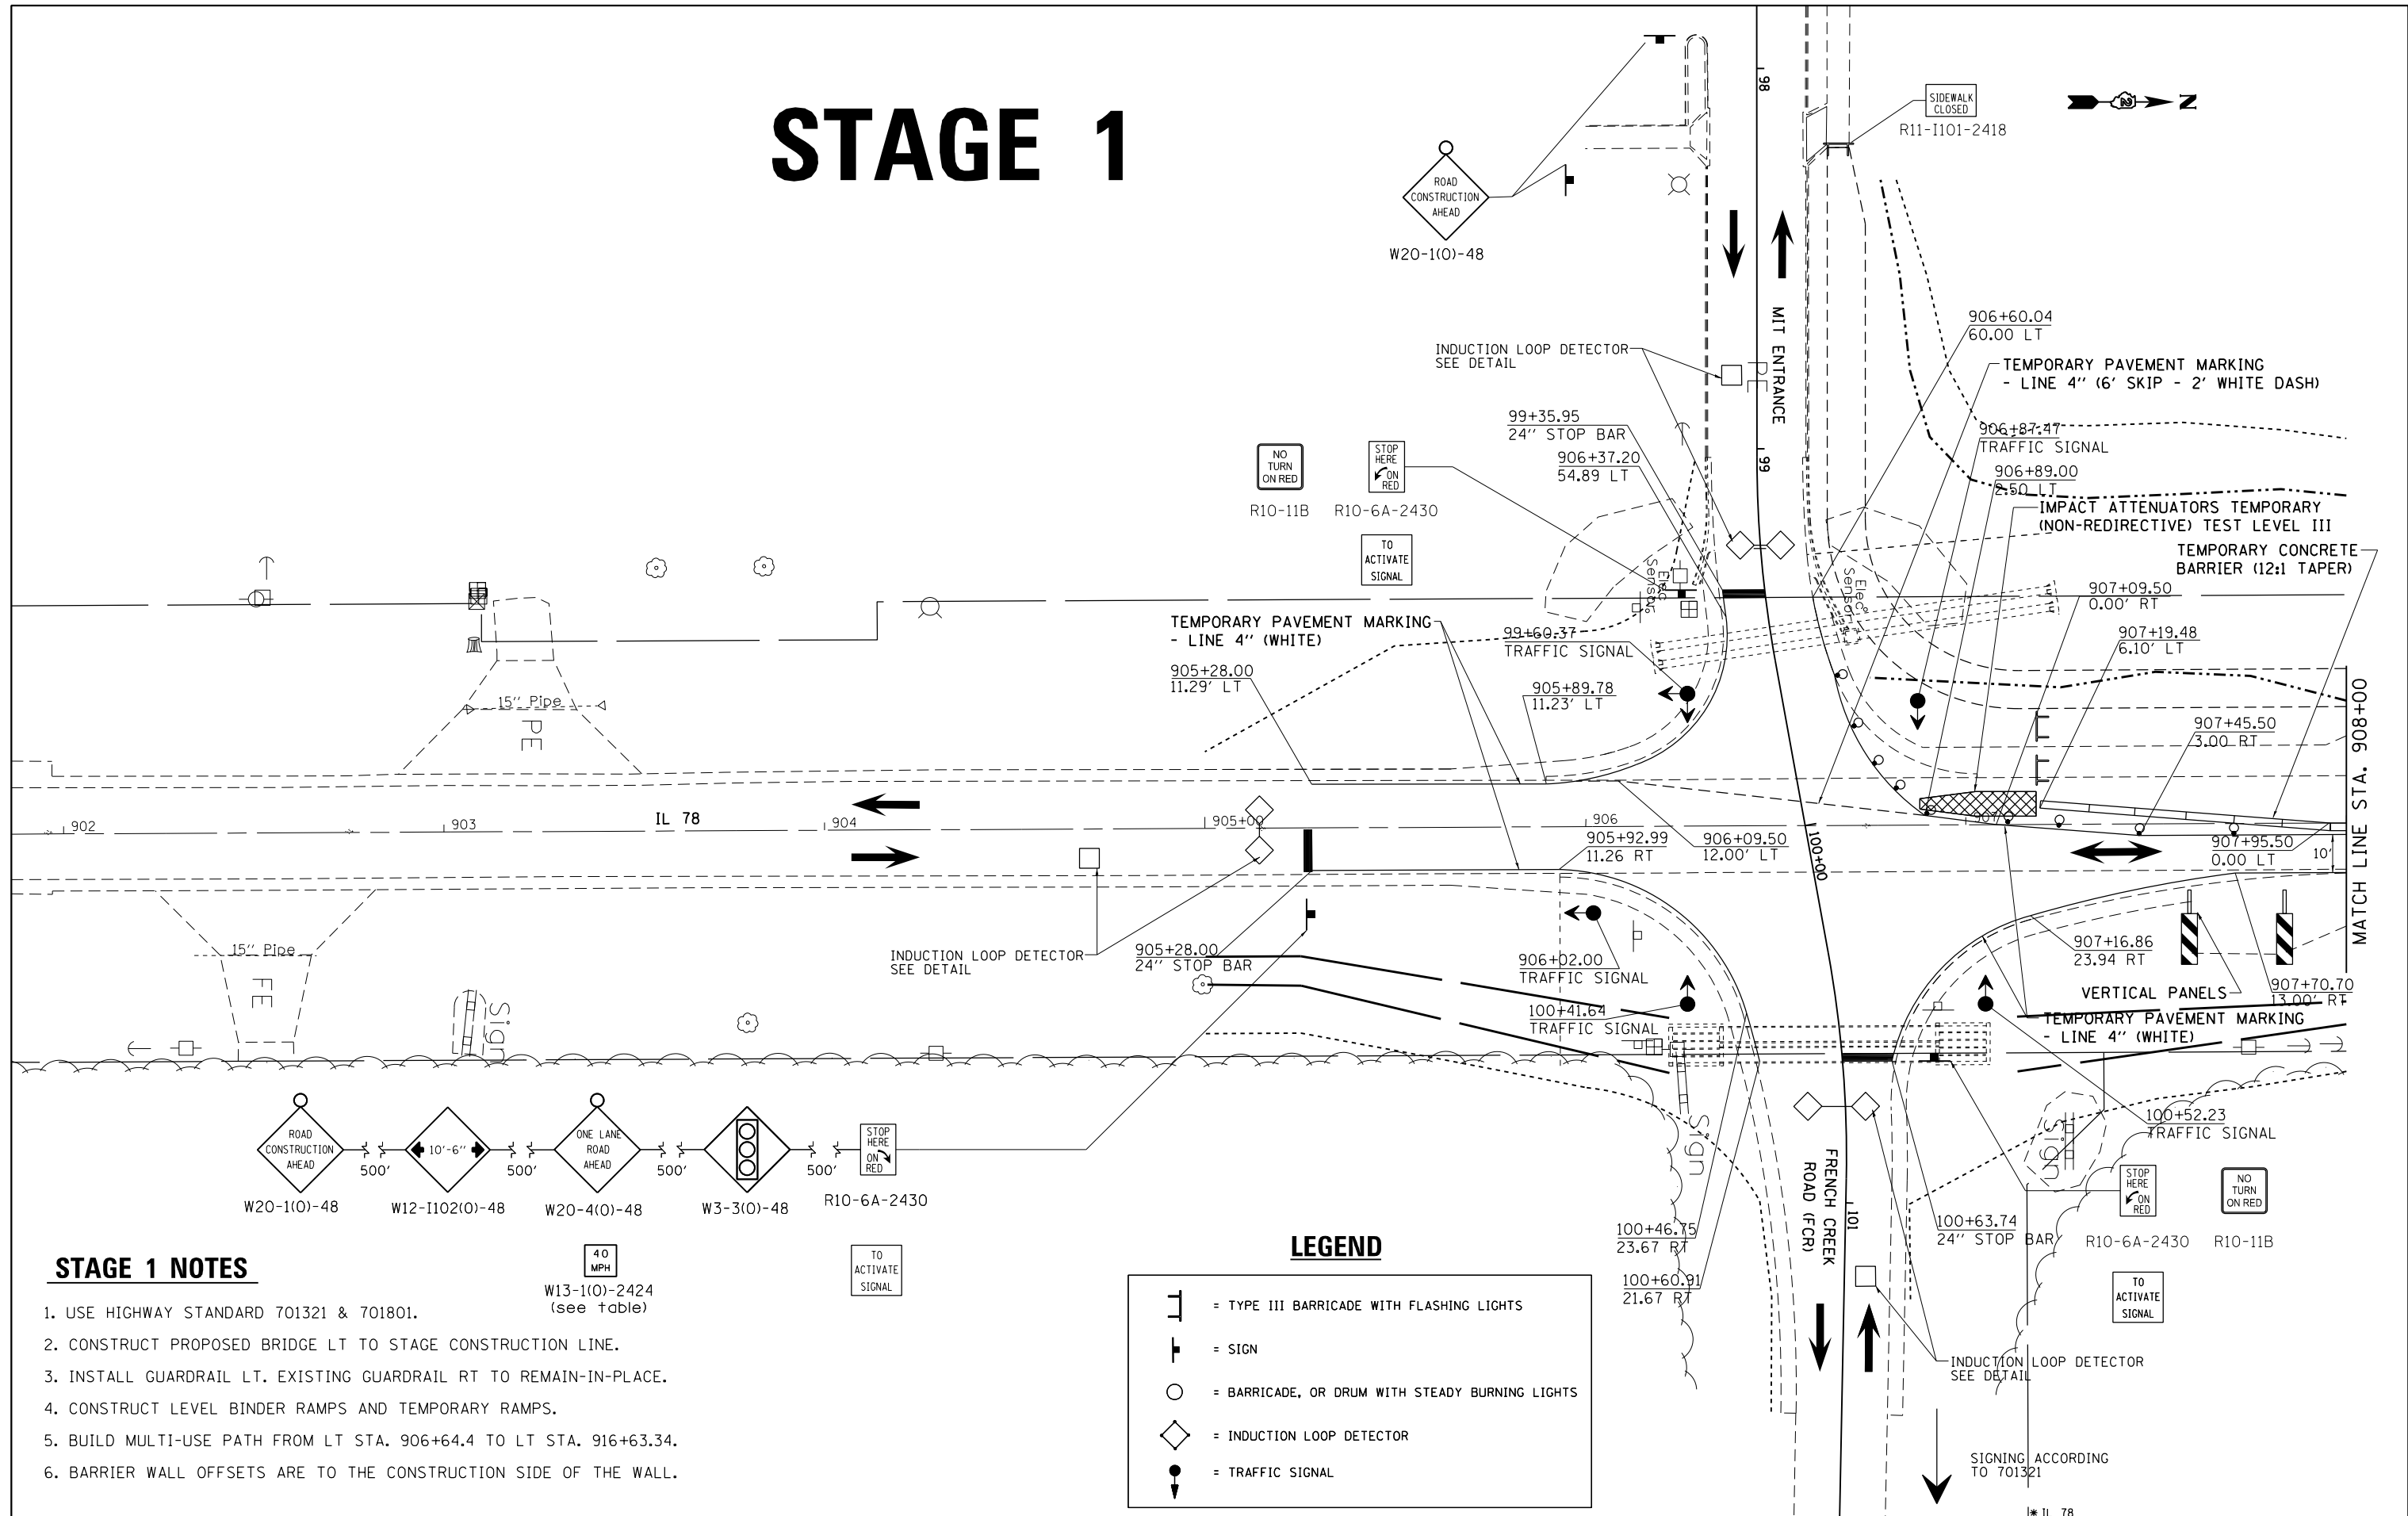 STAGE 1
98
SIDEWALK
CLOSED
R11-I101-2418
N
ROAD
CONSTRUCTION
AHEAD
W20-1(O)-48
MIT ENTRANCE
PE
906+60.04
60.00 LT
TEMPORARY PAVEMENT MARKING
- LINE 4'' (6' SKIP - 2' WHITE DASH)
INDUCTION LOOP DETECTOR
SEE DETAIL
99+35.95
24'' STOP BAR
906+37.20
54.89 LT
99
906+87.47
TRAFFIC SIGNAL
906+89.00
2.50 LT
NO
TURN
ON RED
R10-11B
STOP
HERE
ON
RED
R10-6A-2430
TO
ACTIVATE
SIGNAL
IMPACT ATTENUATORS TEMPORARY
(NON-REDIRECTIVE) TEST LEVEL III
TEMPORARY CONCRETE
BARRIER (12:1 TAPER)
Elec
Sensor
Elec
Sensor
907+09.50
0.00' RT
907+19.48
6.10' LT
TEMPORARY PAVEMENT MARKING
- LINE 4'' (WHITE)
99+60.37
TRAFFIC SIGNAL
905+28.00
11.29' LT
905+89.78
11.23' LT
907+45.50
3.00 RT
15'' Pipe
PE
MATCH LINE STA. 908+00
902
903
IL 78
904
905+00
906
907
100+00
905+92.99
11.26 RT
906+09.50
12.00' LT
907+95.50
0.00 LT
10'
15'' Pipe
FE
Sign
INDUCTION LOOP DETECTOR
SEE DETAIL
905+28.00
24'' STOP BAR
906+02.00
TRAFFIC SIGNAL
100+41.64
TRAFFIC SIGNAL
907+16.86
23.94 RT
VERTICAL PANELS
907+70.70
13.00' RT
TEMPORARY PAVEMENT MARKING
- LINE 4'' (WHITE)
Sign
Sign
100+52.23
TRAFFIC SIGNAL
ROAD
CONSTRUCTION
AHEAD
500'
10'-6''
500'
ONE LANE
ROAD
AHEAD
500'
500'
STOP
HERE
ON
RED
W20-1(O)-48
W12-I102(O)-48
W20-4(O)-48
W3-3(O)-48
R10-6A-2430
40
MPH
W13-1(O)-2424
(see table)
TO
ACTIVATE
SIGNAL
FRENCH CREEK
ROAD (FCR)
101
100+46.75
23.67 RT
100+60.91
21.67 RT
100+63.74
24'' STOP BAR
STOP
HERE
ON
RED
R10-6A-2430
NO
TURN
ON RED
R10-11B
TO
ACTIVATE
SIGNAL
INDUCTION LOOP DETECTOR
SEE DETAIL
SIGNING ACCORDING
TO 701321
* IL 78
STAGE 1 NOTES
1. USE HIGHWAY STANDARD 701321 & 701801.
2. CONSTRUCT PROPOSED BRIDGE LT TO STAGE CONSTRUCTION LINE.
3. INSTALL GUARDRAIL LT. EXISTING GUARDRAIL RT TO REMAIN-IN-PLACE.
4. CONSTRUCT LEVEL BINDER RAMPS AND TEMPORARY RAMPS.
5. BUILD MULTI-USE PATH FROM LT STA. 906+64.4 TO LT STA. 916+63.34.
6. BARRIER WALL OFFSETS ARE TO THE CONSTRUCTION SIDE OF THE WALL.
LEGEND
= TYPE III BARRICADE WITH FLASHING LIGHTS
= SIGN
= BARRICADE, OR DRUM WITH STEADY BURNING LIGHTS
= INDUCTION LOOP DETECTOR
= TRAFFIC SIGNAL